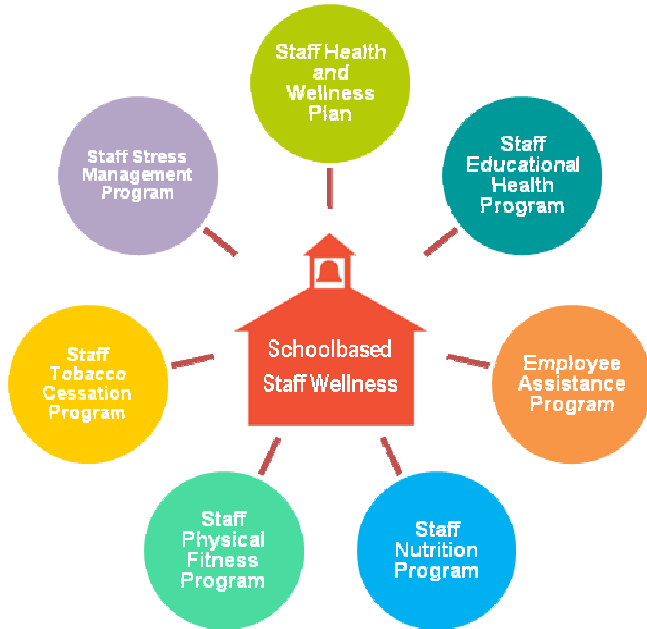 Staff Health
and
Wellness
Plan
Staff
Educational
Health
Program
Employee
Assistance
Program
Staff
Nutrition
Program
Staff
Physical
Fitness
Program
Staff
Tobacco
Cessation
Program
Staff Stress
Management
Program
Schoolbased
Staff Wellness